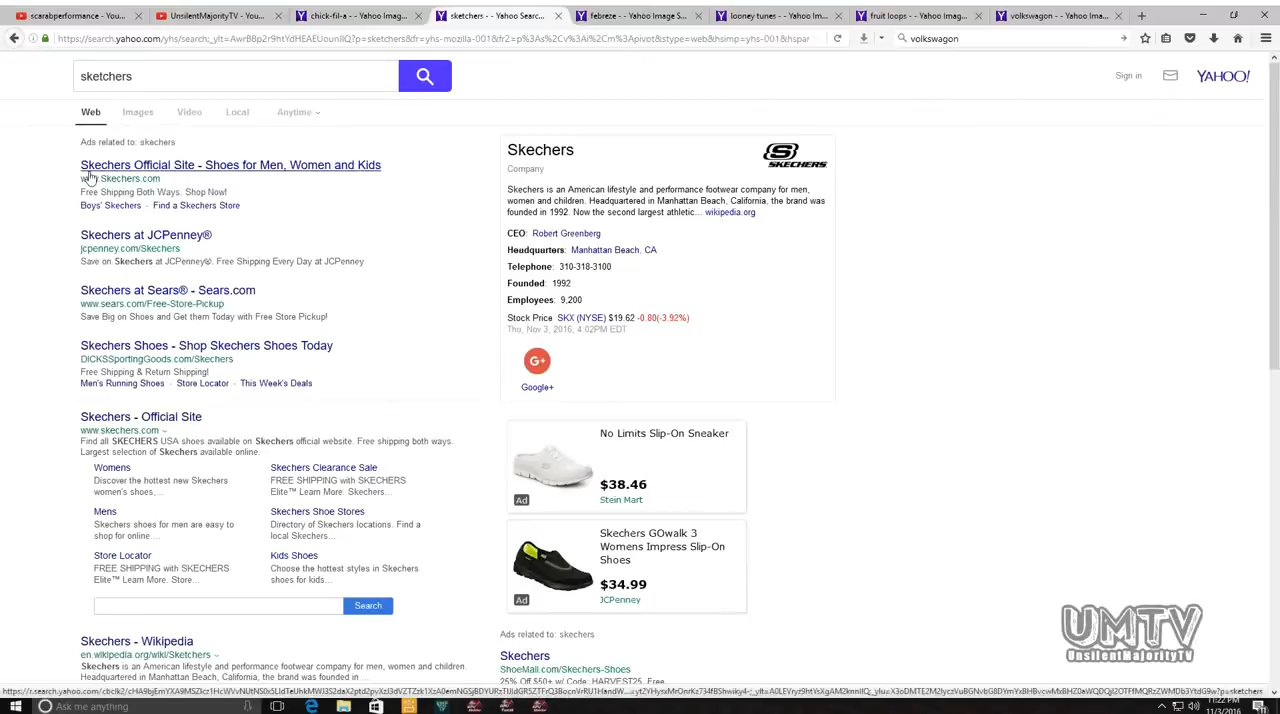 scarabperformance - YouTube
UnsilentMajorityTV - YouTube
chick-fil-a - Yahoo Imag...
sketchers - Yahoo Sear...
febreze - Yahoo Image S...
looney tunes - Yahoo Im...
fruit loops - Yahoo Imag...
volkswagon - Yahoo Ima...
volkswagon
sketchers
Sign in
YAHOO!
Web Images Video Local Anytime
Ads related to: skechers
Skechers Official Site - Shoes for Men, Women and Kids
www.Skechers.com
Free Shipping Both Ways. Shop Now!
Boys' Skechers - Find a Skechers Store
Skechers at JCPenney®
jcpenney.com/Skechers
Save on Skechers at JCPenney®. Free Shipping Every Day at JCPenney
Skechers at Sears® - Sears.com
www.sears.com/Free-Store-Pickup
Save Big on Shoes and Get them Today with Free Store Pickup!
Skechers Shoes - Shop Skechers Shoes Today
DICKSSportingGoods.com/Skechers
Free Shipping & Return Shipping!
Men's Running Shoes - Store Locator - This Week's Deals
Skechers - Official Site
www.skechers.com
Find all SKECHERS USA shoes available on Skechers official website. Free shipping both ways.
Largest selection of Skechers available online.
Womens
Discover the hottest new Skechers
women's shoes,...
Skechers Clearance Sale
FREE SHIPPING with SKECHERS
Elite™ Learn More. Skechers...
Mens
Skechers shoes for men are easy to
shop for online....
Skechers Shoe Stores
Directory of Skechers locations. Find a
local Skechers...
Store Locator
FREE SHIPPING with SKECHERS
Elite™ Learn More. Store...
Kids Shoes
Choose the hottest styles in Skechers
shoes for kids...
Search
Skechers - Wikipedia
en.wikipedia.org/wiki/Sketchers
Skechers is an American lifestyle and performance footwear company for men, women and children.
Headquartered in Manhattan Beach, California, the brand was founded in ...
Skechers
Company
SKECHERS
Skechers is an American lifestyle and performance footwear company for men,
women and children. Headquartered in Manhattan Beach, California, the brand was
founded in 1992. Now the second largest athletic... wikipedia.org
CEO: Robert Greenberg
Headquarters: Manhattan Beach, CA
Telephone: 310-318-3100
Founded: 1992
Employees: 9,200
Stock Price SKX (NYSE) $19.62 -0.80(-3.92%)
Thu, Nov 3, 2016, 4:02PM EDT
G+
Google+
No Limits Slip-On Sneaker
$38.46
Stein Mart
Ad
Skechers GOwalk 3
Womens Impress Slip-On
Shoes
$34.99
JCPenney
Ad
Ads related to: skechers
Skechers
ShoeMall.com/Skechers-Shoes
25% Off $50+ w/ Code: HARVEST25. Free
UMTV
UnsilentMajorityTV
Ask me anything
11:22 PM
11/3/2016